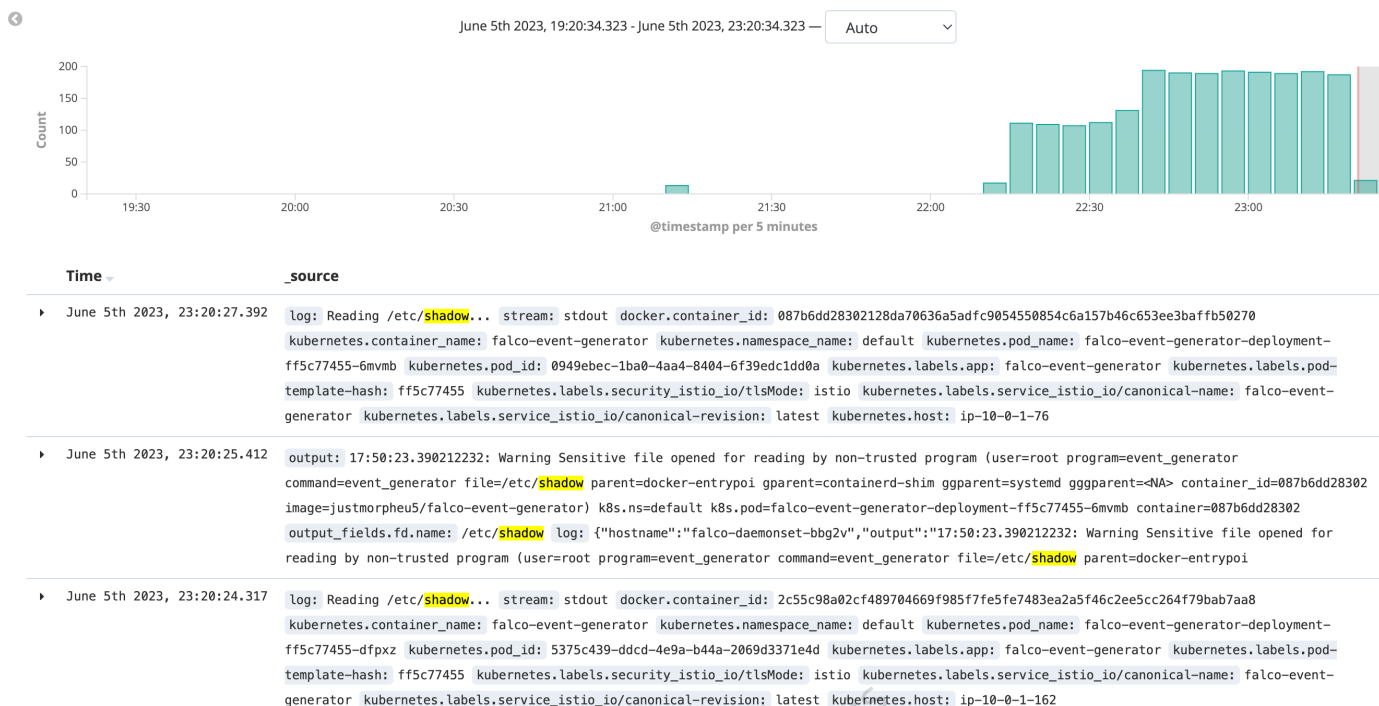 June 5th 2023, 19:20:34.323 - June 5th 2023, 23:20:34.323 — Auto
200
150
100
50
0
Count
19:30 20:00 20:30 21:00 21:30 22:00 22:30 23:00
@timestamp per 5 minutes
Time _source
June 5th 2023, 23:20:27.392 log: Reading /etc/shadow... stream: stdout docker.container_id: 087b6dd28302128da70636a5adfc9054550854c6a157b46c653ee3baffb50270
kubernetes.container_name: falco-event-generator kubernetes.namespace_name: default kubernetes.pod_name: falco-event-generator-deployment-
ff5c77455-6mvmb kubernetes.pod_id: 0949ebec-1ba0-4aa4-8404-6f39edc1dd0a kubernetes.labels.app: falco-event-generator kubernetes.labels.pod-
template-hash: ff5c77455 kubernetes.labels.security_istio_io/tlsMode: istio kubernetes.labels.service_istio_io/canonical-name: falco-event-
generator kubernetes.labels.service_istio_io/canonical-revision: latest kubernetes.host: ip-10-0-1-76
June 5th 2023, 23:20:25.412 output: 17:50:23.390212232: Warning Sensitive file opened for reading by non-trusted program (user=root program=event_generator
command=event_generator file=/etc/shadow parent=docker-entrypoi gparent=containerd-shim ggparent=systemd gggparent=<NA> container_id=087b6dd28302
image=justmorpheu5/falco-event-generator) k8s.ns=default k8s.pod=falco-event-generator-deployment-ff5c77455-6mvmb container=087b6dd28302
output_fields.fd.name: /etc/shadow log: {"hostname":"falco-daemonset-bbg2v","output":"17:50:23.390212232: Warning Sensitive file opened for
reading by non-trusted program (user=root program=event_generator command=event_generator file=/etc/shadow parent=docker-entrypoi
June 5th 2023, 23:20:24.317 log: Reading /etc/shadow... stream: stdout docker.container_id: 2c55c98a02cf489704669f985f7fe5fe7483ea2a5f46c2ee5cc264f79bab7aa8
kubernetes.container_name: falco-event-generator kubernetes.namespace_name: default kubernetes.pod_name: falco-event-generator-deployment-
ff5c77455-dfpxz kubernetes.pod_id: 5375c439-ddcd-4e9a-b44a-2069d3371e4d kubernetes.labels.app: falco-event-generator kubernetes.labels.pod-
template-hash: ff5c77455 kubernetes.labels.security_istio_io/tlsMode: istio kubernetes.labels.service_istio_io/canonical-name: falco-event-
generator kubernetes.labels.service_istio_io/canonical-revision: latest kubernetes.host: ip-10-0-1-162